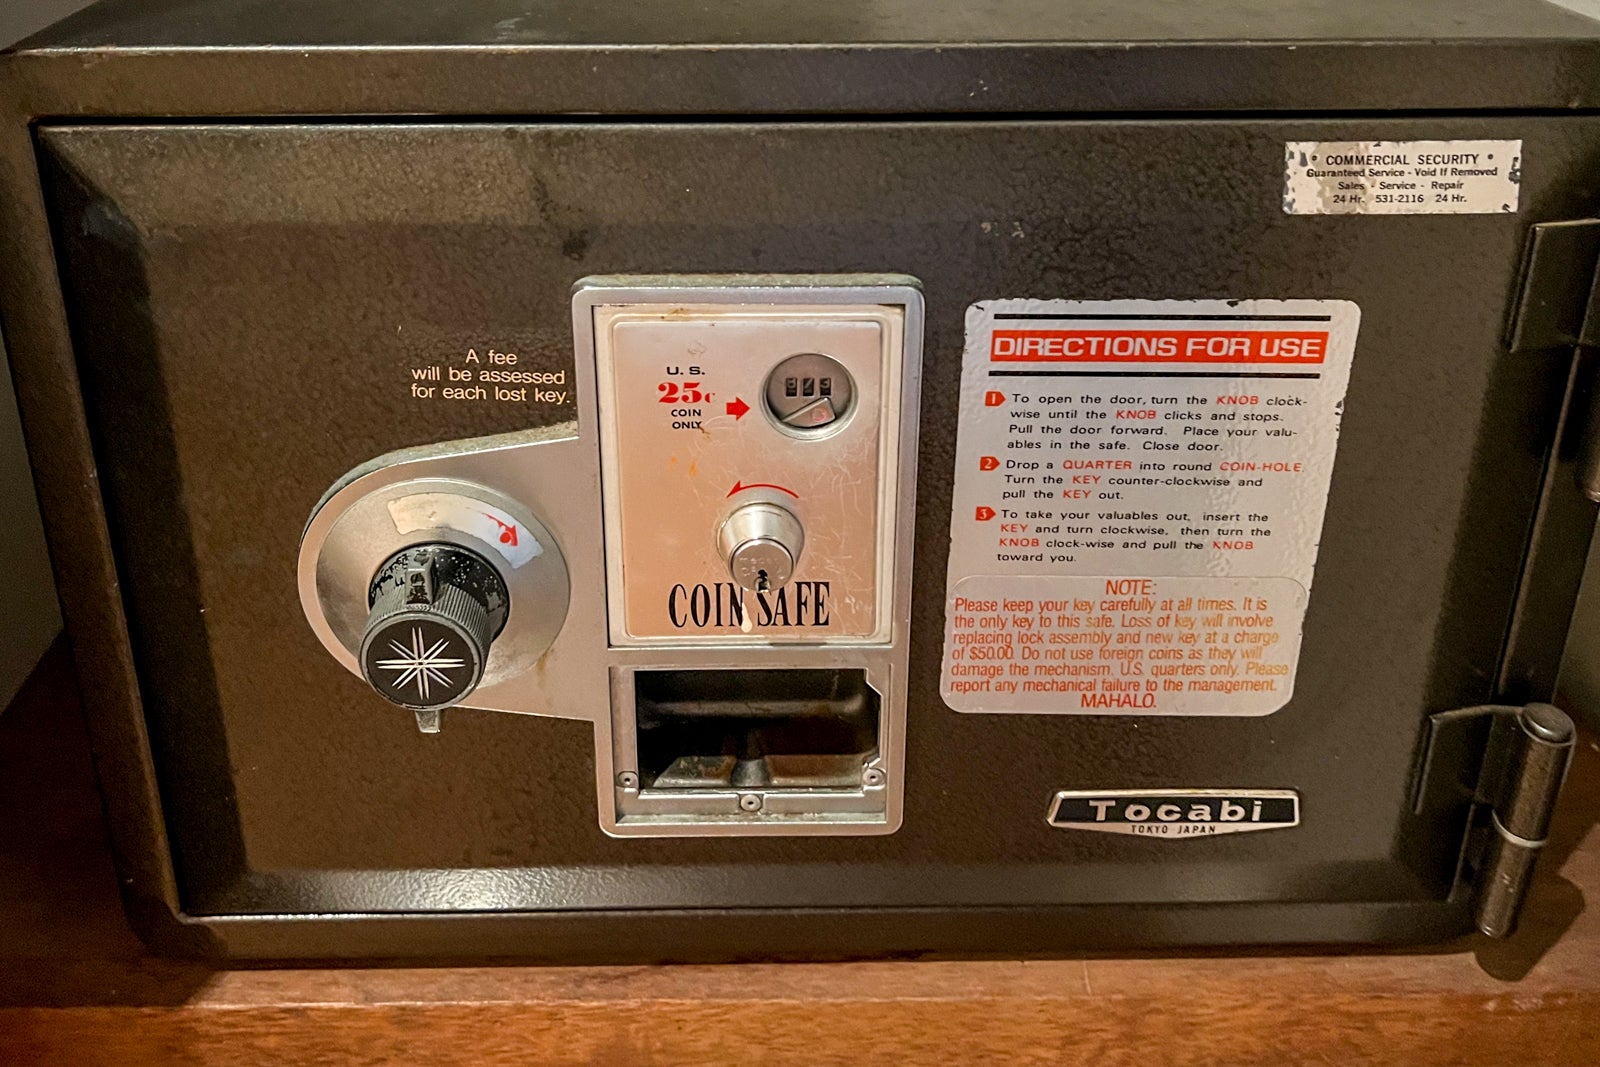 COMMERCIAL SECURITY
Guaranteed Service - Void If Removed
Sales - Service - Repair
24 Hr. 531-2116 24 Hr.
A fee
will be assessed
for each lost key.
U.S.
25c
COIN
ONLY
COIN SAFE
DIRECTIONS FOR USE
1 To open the door, turn the KNOB clock-
wise until the KNOB clicks and stops.
Pull the door forward. Place your valu-
ables in the safe. Close door.
2 Drop a QUARTER into round COIN-HOLE.
Turn the KEY counter-clockwise and
pull the KEY out.
3 To take your valuables out, insert the
KEY and turn clockwise, then turn the
KNOB clock-wise and pull the KNOB
toward you.
NOTE:
Please keep your key carefully at all times. It is
the only key to this safe. Loss of key will involve
replacing lock assembly and new key at a charge
of $50.00. Do not use foreign coins as they will
damage the mechanism. U.S. quarters only. Please
report any mechanical failure to the management.
MAHALO.
Tocabi
TOKYO JAPAN